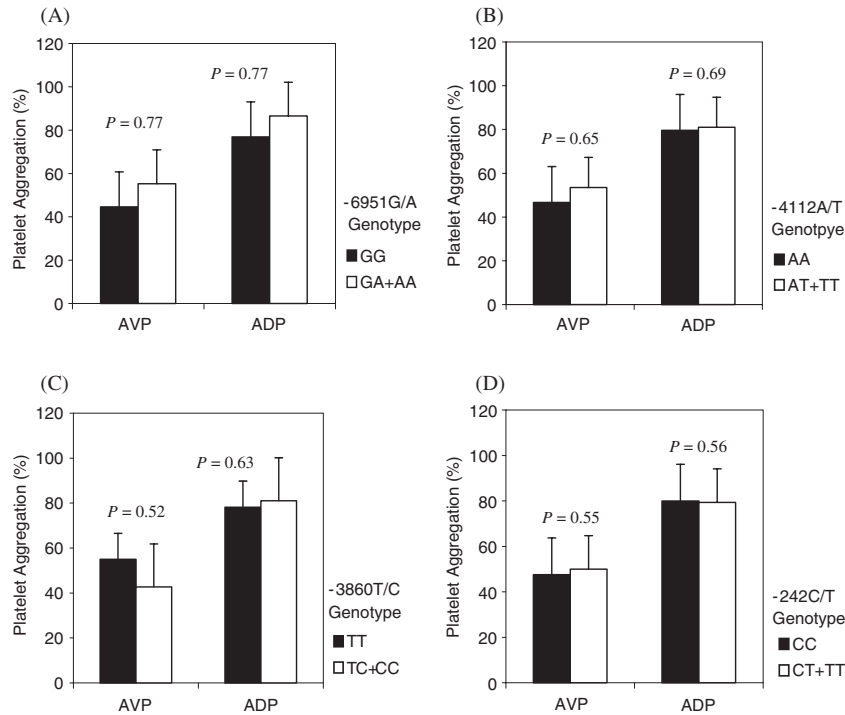 (A)
Platelet Aggregation (%)
120
100
80
60
40
20
0
P = 0.77
P = 0.77
AVP
ADP
-6951G/A
Genotype
GG
GA+AA
(B)
Platelet Aggregation (%)
120
100
80
60
40
20
0
P = 0.65
P = 0.69
AVP
ADP
-4112A/T
Genotpye
AA
AT+TT
(C)
Platelet Aggregation (%)
120
100
80
60
40
20
0
P = 0.52
P = 0.63
AVP
ADP
-3860T/C
Genotype
TT
TC+CC
(D)
Platelet Aggregation (%)
120
100
80
60
40
20
0
P = 0.55
P = 0.56
AVP
ADP
-242C/T
Genotype
CC
CT+TT